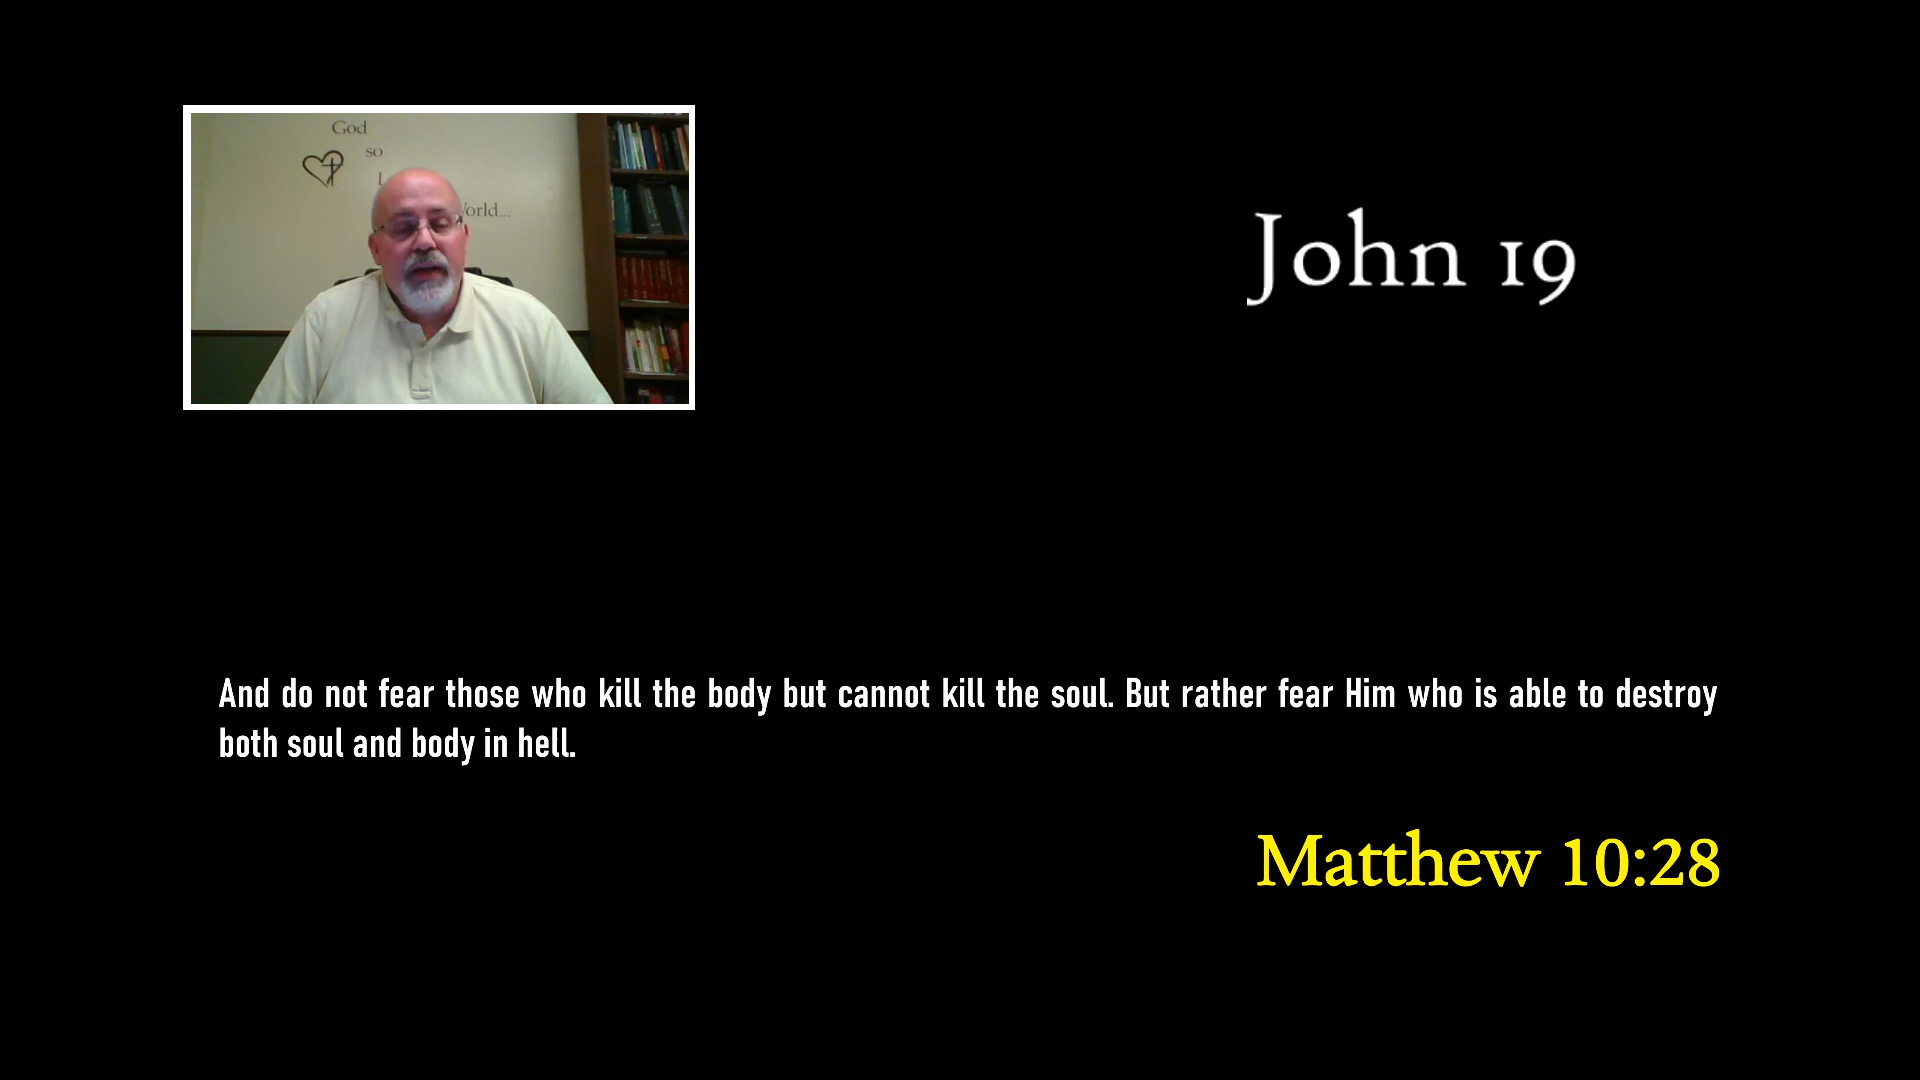 God
so
World...
John 19
And do not fear those who kill the body but cannot kill the soul. But rather fear Him who is able to destroy
both soul and body in hell.
Matthew 10:28